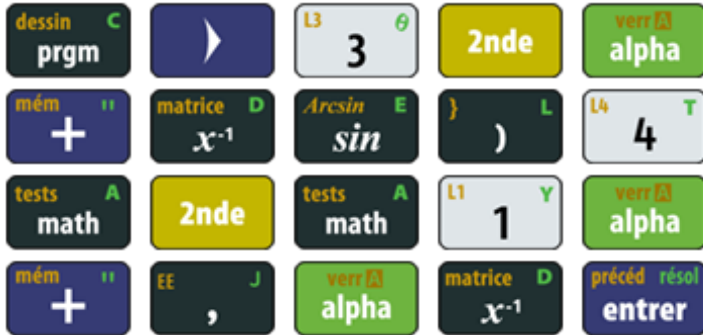 dessin C L3 θ verr A
prgm 3 2nde alpha
mém " matrice D Arcsin E } L L4 T
+ x⁻¹ sin ) 4
tests A tests A L1 Y verr A
math 2nde math 1 alpha
mém " EE J verr A matrice D précéd résol
+ , alpha x⁻¹ entrer